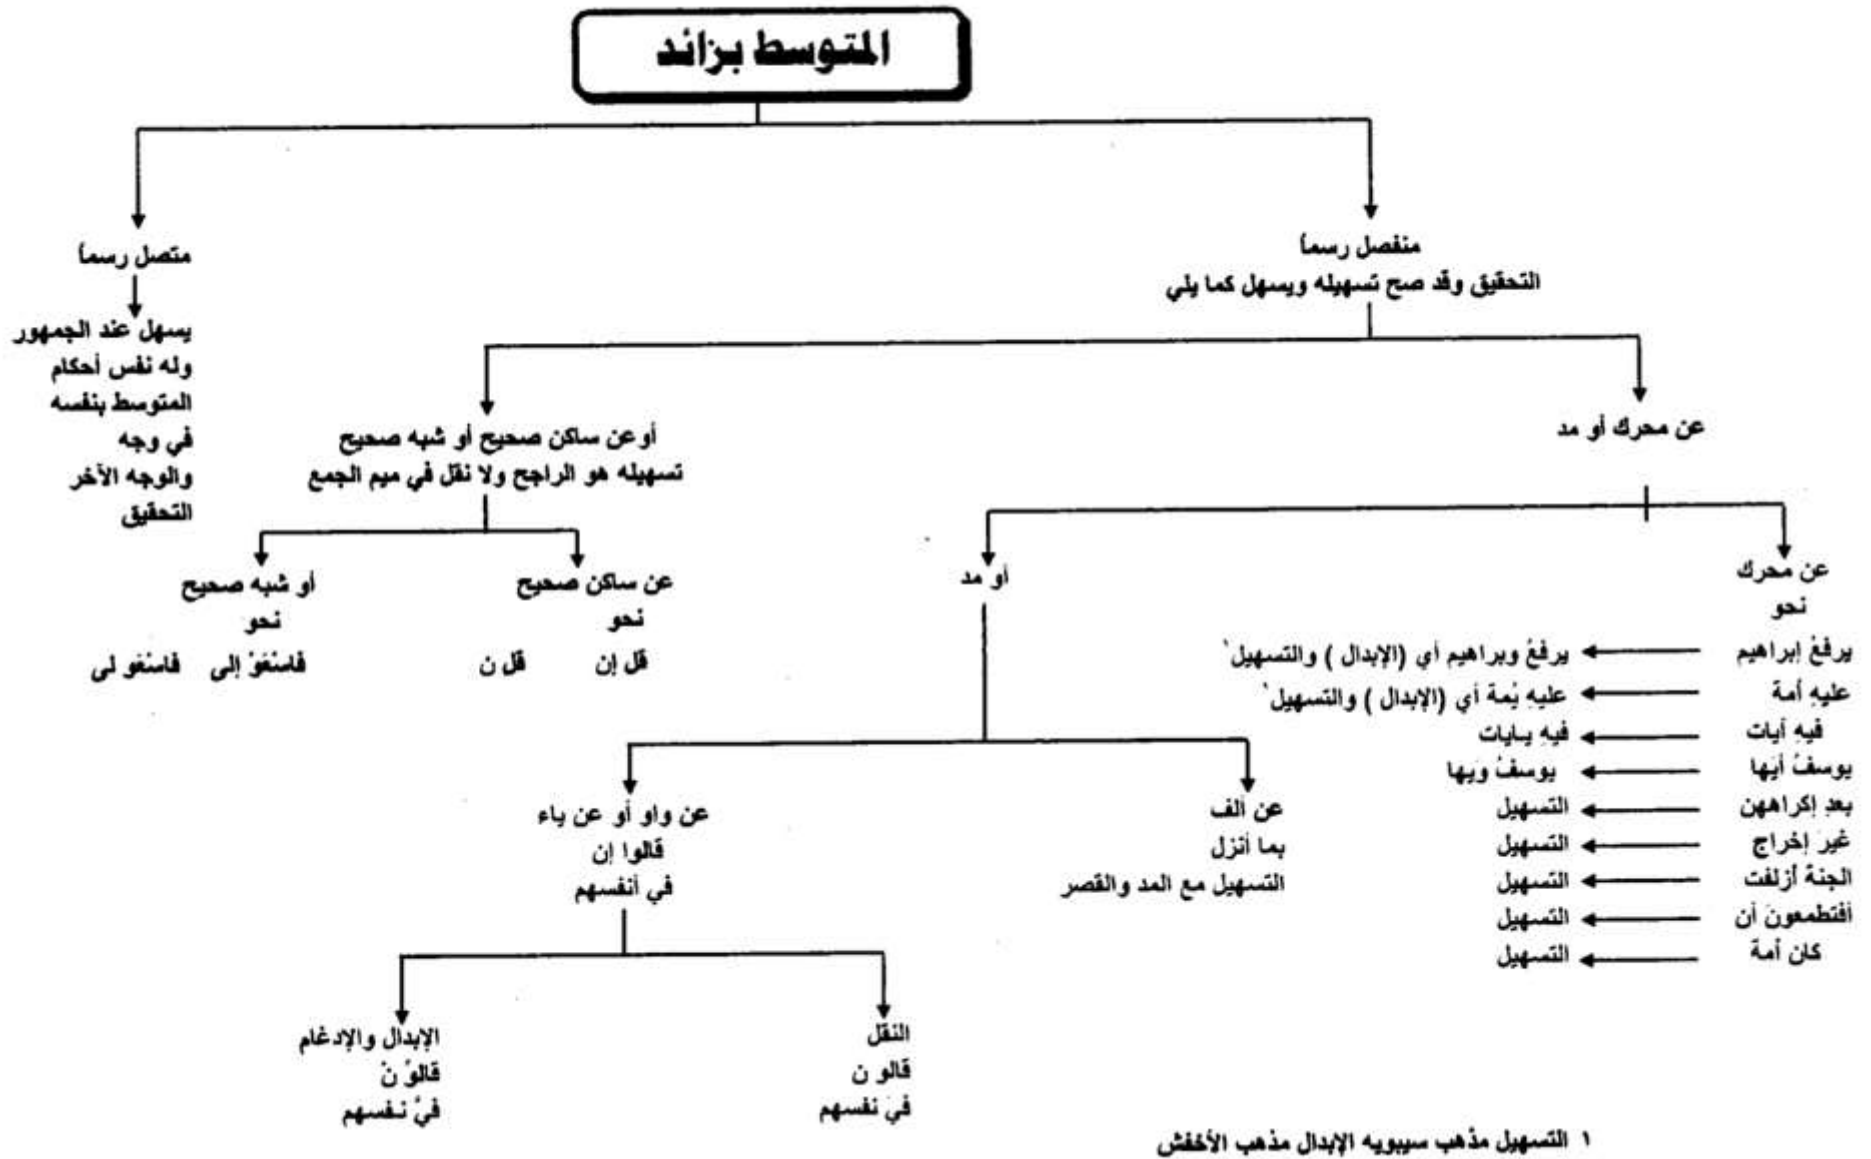 المتوسط بزائد
منفصل رسماً
التحقيق وقد صح تسهيله ويسهل كما يلي
متصل رسماً
يسهل عند الجمهور
وله نفس أحكام
المتوسط بنفسه
في وجه
والوجه الآخر
التحقيق
عن محرك أو مد
أوعن ساكن صحيح أو شبه صحيح
تسهيله هو الراجح ولا نقل في ميم الجمع
عن محرك
نحو
يرفعُ إبراهيم يرفعُ وبراهيم أي (الإبدال ) والتسهيل`
عليهِ أمة عليهِ يُمة أي (الإبدال ) والتسهيل`
فيهِ أيات فيهِ يايات
يوسفُ أيها يوسفُ وَيها
بعدِ إكراههن التسهيل
غيرَ إخراج التسهيل
الجنةُ أزلفت التسهيل
أفتطمعونَ أن التسهيل
كان أمة التسهيل
أو مد
عن ألف
بما أنزل
التسهيل مع المد والقصر
عن واو أو عن ياء
قالوا إن
في أنفسهم
النقل
قالو ن
فيَ نفسهم
الإبدال والإدغام
قالوِّ نْ
فيَّ نفسهم
عن ساكن صحيح
نحو
قل إن قل ن
أو شبه صحيح
نحو
فاسْعَوْ إلى فاسْعَو لى
١ التسهيل مذهب سيبويه الإبدال مذهب الأخفش